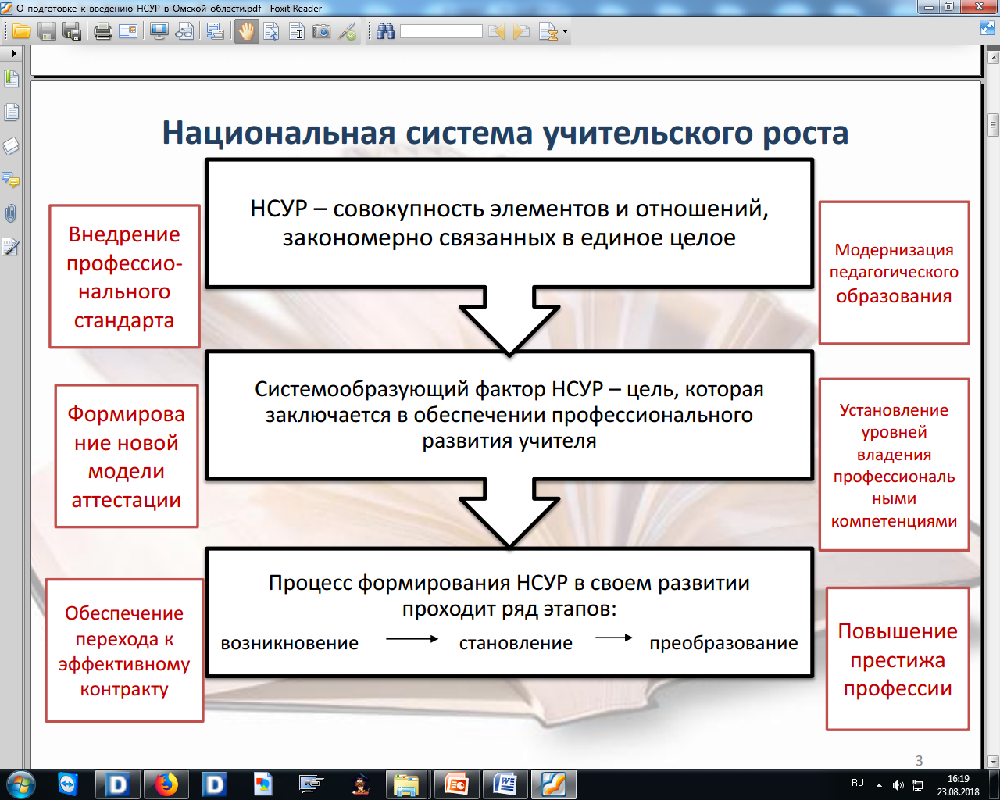 О_подготовке_к_введению_НСУР_в_Омской_области.pdf - Foxit Reader
Национальная система учительского роста
НСУР – совокупность элементов и отношений,
закономерно связанных в единое целое
Внедрение
профессио-
нального
стандарта
Модернизация
педагогического
образования
Системообразующий фактор НСУР – цель, которая
заключается в обеспечении профессионального
развития учителя
Формирова
ние новой
модели
аттестации
Установление
уровней
владения
профессиональ
ными
компетенциями
Процесс формирования НСУР в своем развитии
проходит ряд этапов:
возникновение становление преобразование
Обеспечение
перехода к
эффективному
контракту
Повышение
престижа
профессии
3
RU
16:19
23.08.2018